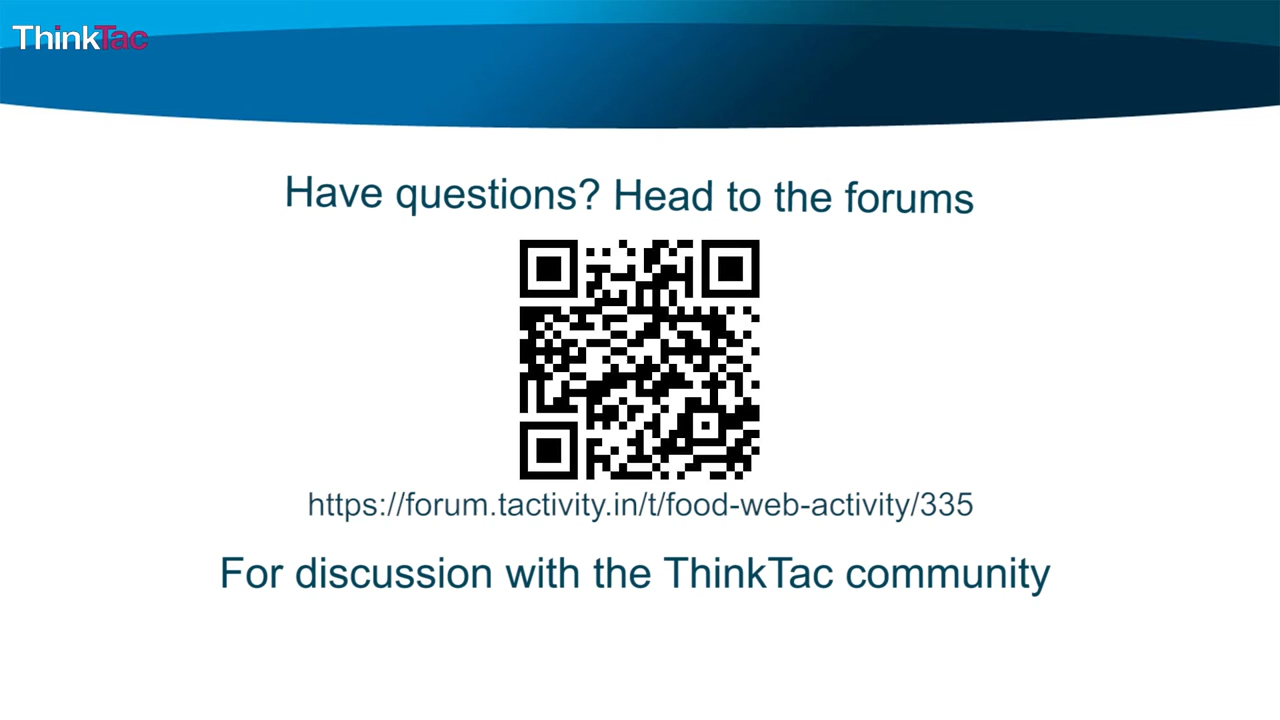 ThinkTac
Have questions? Head to the forums
https://forum.tactivity.in/t/food-web-activity/335
For discussion with the ThinkTac community